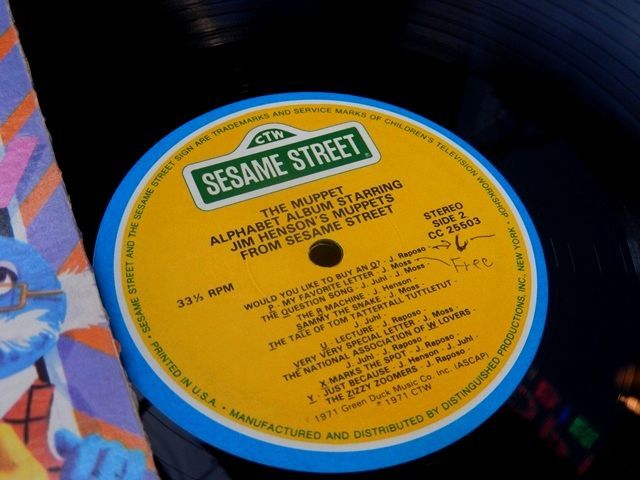 • SESAME STREET AND THE SESAME STREET SIGN ARE TRADEMARKS AND SERVICE MARKS OF CHILDREN'S TELEVISION WORKSHOP. •
CTW
SESAME STREET
THE MUPPET
ALPHABET ALBUM STARRING
JIM HENSON'S MUPPETS
FROM SESAME STREET
STEREO
SIDE 2
CC 25503
33⅓ RPM
WOULD YOU LIKE TO BUY AN O? · J. Raposo
P · MY FAVORITE LETTER · J. Moss
Free
THE QUESTION SONG · J. Juhl · J. Moss ·
THE R MACHINE · J. Henson ·
SAMMY THE SNAKE · J. Moss ·
THE TALE OF TOM TATTERTALL TUTTLETUT ·
J. Juhl ·
U · LECTURE · J. Raposo ·
VERY VERY SPECIAL LETTER · J. Moss ·
THE NATIONAL ASSOCIATION OF W LOVERS ·
J. Juhl · J. Raposo ·
X MARKS THE SPOT · J. Raposo ·
Y · JUST BECAUSE · J. Henson · J. Juhl ·
THE ZIZZY ZOOMERS · J. Raposo ·
1971 Green Duck Music Co. Inc. (ASCAP)
1971 CTW
• PRINTED IN U.S.A. • MANUFACTURED AND DISTRIBUTED BY DISTINGUISHED PRODUCTIONS, INC. NEW YORK •